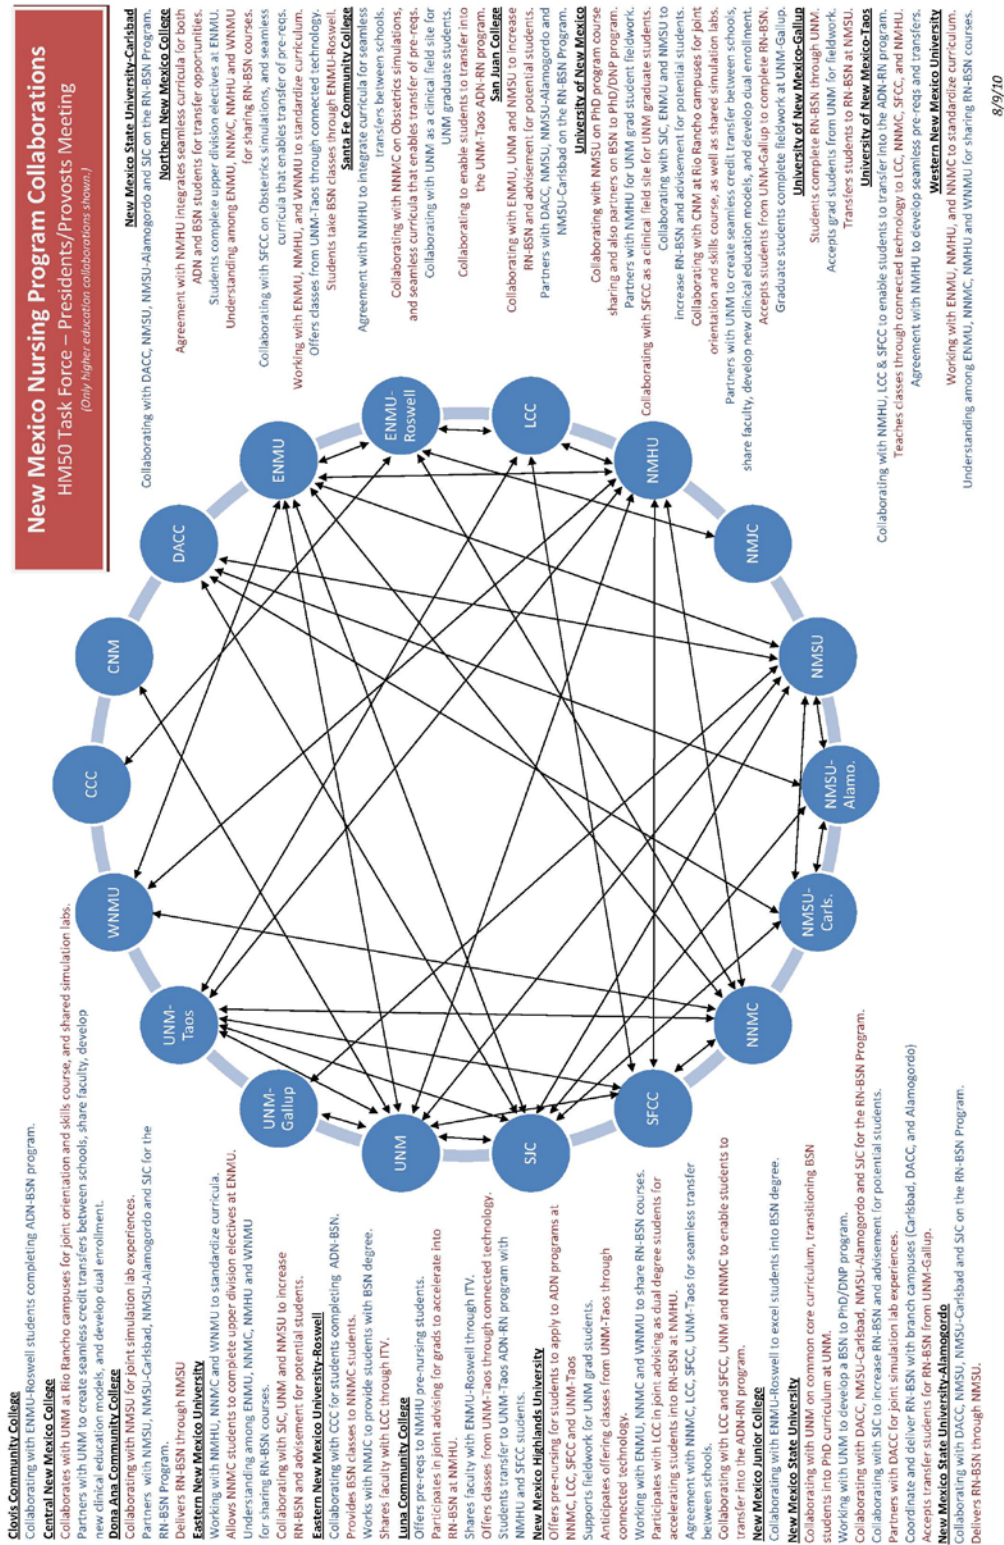 New Mexico Nursing Program Collaborations
HM50 Task Force – Presidents/Provosts Meeting
(Only higher education collaborations shown.)
Clovis Community College
Collaborating with ENMU-Roswell students completing ADN-BSN program.
Central New Mexico College
Collaborates with UNM at Rio Rancho campuses for joint orientation and skills course, and shared simulation labs.
Partners with UNM to create seamless credit transfers between schools, share faculty, develop
new clinical education models, and develop dual enrollment.
Dona Ana Community College
Collaborating with NMSU for joint simulation lab experiences.
Partners with NMSU, NMSU-Carlsbad, NMSU-Alamogordo and SJC for the
RN-BSN Program.
Delivers RN-BSN through NMSU
Eastern New Mexico University
Working with NMHU, NNMC and WNMU to standardize curricula.
Allows NNMC students to complete upper division electives at ENMU.
Understanding among ENMU, NNMC, NMHU and WNMU
for sharing RN-BSN courses.
Collaborating with SJC, UNM and NMSU to increase
RN-BSN and advisement for potential students.
Eastern New Mexico University-Roswell
Collaborating with CCC for students completing ADN-BSN.
Provides BSN classes to NNMC students.
Works with NMJC to provide students with BSN degree.
Shares faculty with LCC through ITV.
Luna Community College
Offers pre-reqs to NMHU pre-nursing students.
Participates in joint advising for grads to accelerate into
RN-BSN at NMHU.
Shares faculty with ENMU-Roswell through ITV.
Offers classes from UNM-Taos through connected technology.
Students transfer to UNM-Taos ADN-RN program with
NMHU and SFCC students.
New Mexico Highlands University
Offers pre-nursing for students to apply to ADN programs at
NNMC, LCC, SFCC and UNM-Taos
Supports fieldwork for UNM grad students.
Anticipates offering classes from UNM-Taos through
connected technology.
Working with ENMU, NNMC and WNMU to share RN-BSN courses.
Participates with LCC in joint advising as dual degree students for
accelerating students into RN-BSN at NMHU.
Agreement with NNMC, LCC, SFCC, UNM-Taos for seamless transfer
between schools.
Collaborating with LCC and SFCC, UNM and NNMC to enable students to
transfer into the ADN-RN program.
New Mexico Junior College
Collaborating with ENMU-Roswell to excel students into BSN degree.
New Mexico State University
Collaborating with UNM on common core curriculum, transitioning BSN
students into PhD curriculum at UNM.
Working with UNM to develop a BSN to PhD/DNP program.
Collaborating with DACC, NMSU-Alamogordo and SJC for the RN-BSN Program.
Collaborating with SJC to increase RN-BSN and advisement for potential students.
Partners with DACC for joint simulation lab experiences.
Coordinate and deliver RN-BSN with branch campuses (Carlsbad, DACC, and Alamogordo)
Accepts transfer students for RN-BSN from UNM-Gallup.
New Mexico State University-Alamogordo
Collaborating with DACC, NMSU, NMSU-Carlsbad and SJC on the RN-BSN Program.
Delivers RN-BSN through NMSU.
CCC
CNM
DACC
ENMU
ENMU-
Roswell
LCC
NMHU
NMJC
NMSU
NMSU-
Alamo.
NMSU-
Carls.
NNMC
SFCC
SJC
UNM
UNM-
Gallup
UNM-
Taos
WNMU
New Mexico State University-Carlsbad
Collaborating with DACC, NMSU, NMSU-Alamogordo and SJC on the RN-BSN Program.
Northern New Mexico College
Agreement with NMHU integrates seamless curricula for both
ADN and BSN students for transfer opportunities.
Students complete upper division electives at ENMU.
Understanding among ENMU, NNMC, NMHU and WNMU
for sharing RN-BSN courses.
Collaborating with SFCC on Obstetrics simulations, and seamless
curricula that enables transfer of pre-reqs.
Working with ENMU, NMHU, and WNMU to standardize curriculum.
Offers classes from UNM-Taos through connected technology.
Students take BSN classes through ENMU-Roswell.
Santa Fe Community College
Agreement with NMHU to integrate curricula for seamless
transfers between schools.
Collaborating with NNMC on Obstetrics simulations,
and seamless curricula that enables transfer of pre-reqs.
Collaborating with UNM as a clinical field site for
UNM graduate students.
Collaborating to enable students to transfer into
the UNM-Taos ADN-RN program.
San Juan College
Collaborating with ENMU, UNM and NMSU to increase
RN-BSN and advisement for potential students.
Partners with DACC, NMSU, NMSU-Alamogordo and
NMSU-Carlsbad on the RN-BSN Program.
University of New Mexico
Collaborating with NMSU on PhD program course
sharing and also partners on BSN to PhD/DNP program.
Partners with NMHU for UNM grad student fieldwork.
Collaborating with SFCC as a clinical field site for UNM graduate students.
Collaborating with SJC, ENMU and NMSU to
increase RN-BSN and advisement for potential students.
Collaborating with CNM at Rio Rancho campuses for joint
orientation and skills course, as well as shared simulation labs.
Partners with UNM to create seamless credit transfer between schools,
share faculty, develop new clinical education models, and develop dual enrollment.
Accepts students from UNM-Gallup to complete RN-BSN.
Graduate students complete fieldwork at UNM-Gallup.
University of New Mexico-Gallup
Students complete RN-BSN through UNM.
Accepts grad students from UNM for fieldwork.
Transfers students to RN-BSN at NMSU.
University of New Mexico-Taos
Collaborating with NMHU, LCC & SFCC to enable students to transfer into the ADN-RN program.
Teaches classes through connected technology to LCC, NNMC, SFCC, and NMHU.
Agreement with NMHU to develop seamless pre-reqs and transfers.
Western New Mexico University
Working with ENMU, NMHU, and NNMC to standardize curriculum.
Understanding among ENMU, NNMC, NMHU and WNMU for sharing RN-BSN courses.
8/9/10